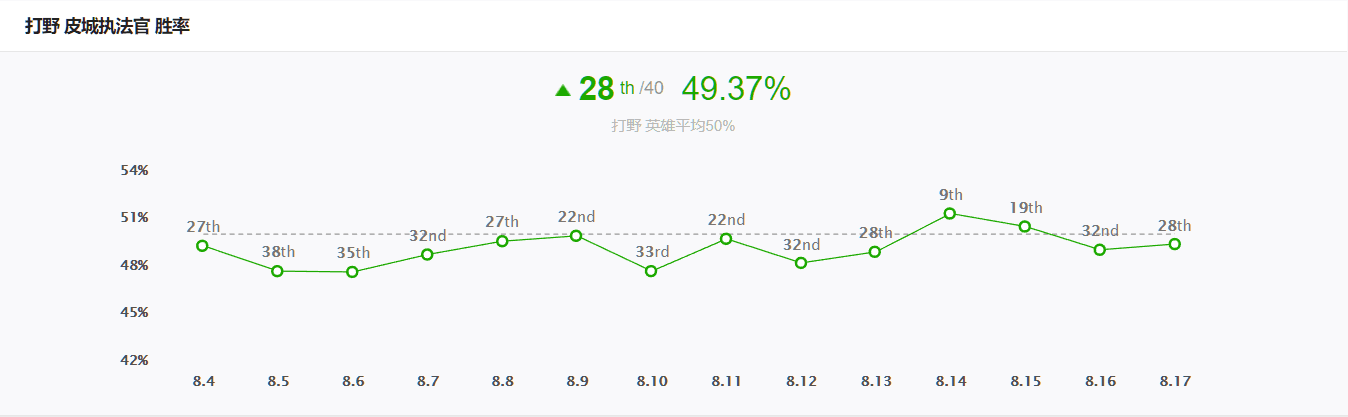 打野 皮城执法官 胜率
28 th /40 49.37%
打野 英雄平均50%
54%
51%
48%
45%
42%
27th 38th 35th 32nd 27th 22nd 33rd 22nd 32nd 28th 9th 19th 32nd 28th
8.4 8.5 8.6 8.7 8.8 8.9 8.10 8.11 8.12 8.13 8.14 8.15 8.16 8.17